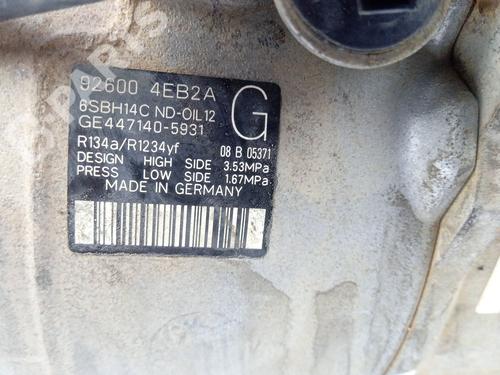 92600 4EB2A
6SBH14C ND-OIL12
GE447140-5931
G
R134a/R1234yf 08 B 05371
DESIGN HIGH SIDE 3.53MPa
PRESS LOW SIDE 1.67MPa
MADE IN GERMANY
B-PARTS